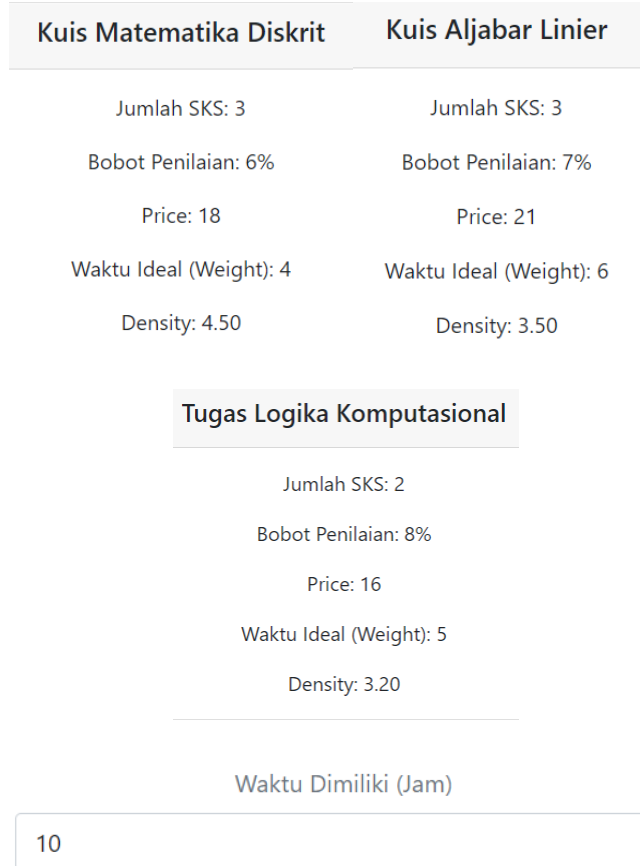 Kuis Matematika Diskrit
Jumlah SKS: 3
Bobot Penilaian: 6%
Price: 18
Waktu Ideal (Weight): 4
Density: 4.50
Kuis Aljabar Linier
Jumlah SKS: 3
Bobot Penilaian: 7%
Price: 21
Waktu Ideal (Weight): 6
Density: 3.50
Tugas Logika Komputasional
Jumlah SKS: 2
Bobot Penilaian: 8%
Price: 16
Waktu Ideal (Weight): 5
Density: 3.20
Waktu Dimiliki (Jam)
10